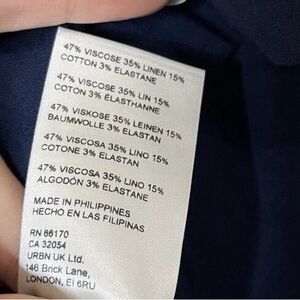 47% VISCOSE 35% LINEN 15%
COTTON 3% ELASTANE
47% VISCOSE 35% LIN 15%
COTON 3% ÉLASTHANNE
47% VISKOSE 35% LEINEN 15%
BAUMWOLLE 3% ELASTAN
47% VISCOSA 35% LINO 15%
COTONE 3% ELASTAN
47% VISCOSA 35% LINO 15%
ALGODÓN 3% ELASTANE
MADE IN PHILIPPINES
HECHO EN LAS FILIPINAS
RN 66170
CA 32054
URBN UK Ltd.
146 Brick Lane,
LONDON, E1 6RU